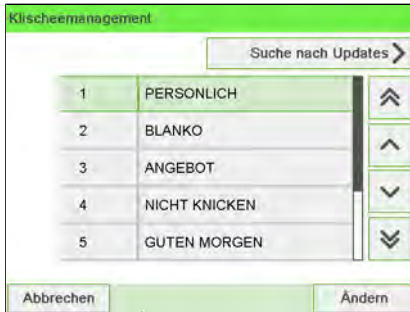 Klischeemanagement
Suche nach Updates
1 PERSONLICH
2 BLANKO
3 ANGEBOT
4 NICHT KNICKEN
5 GUTEN MORGEN
Abbrechen Ändern